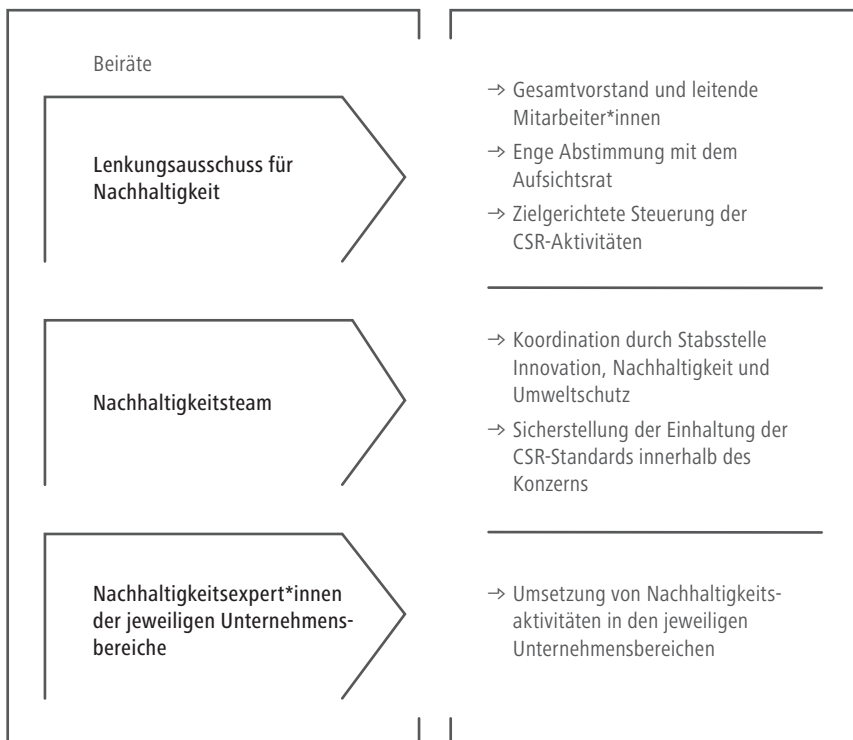 Beiräte
Lenkungsausschuss für
Nachhaltigkeit
→ Gesamtvorstand und leitende
Mitarbeiter*innen
→ Enge Abstimmung mit dem
Aufsichtsrat
→ Zielgerichtete Steuerung der
CSR-Aktivitäten
Nachhaltigkeitsteam
→ Koordination durch Stabsstelle
Innovation, Nachhaltigkeit und
Umweltschutz
→ Sicherstellung der Einhaltung der
CSR-Standards innerhalb des
Konzerns
Nachhaltigkeitsexpert*innen
der jeweiligen Unternehmens-
bereiche
→ Umsetzung von Nachhaltigkeits-
aktivitäten in den jeweiligen
Unternehmensbereichen